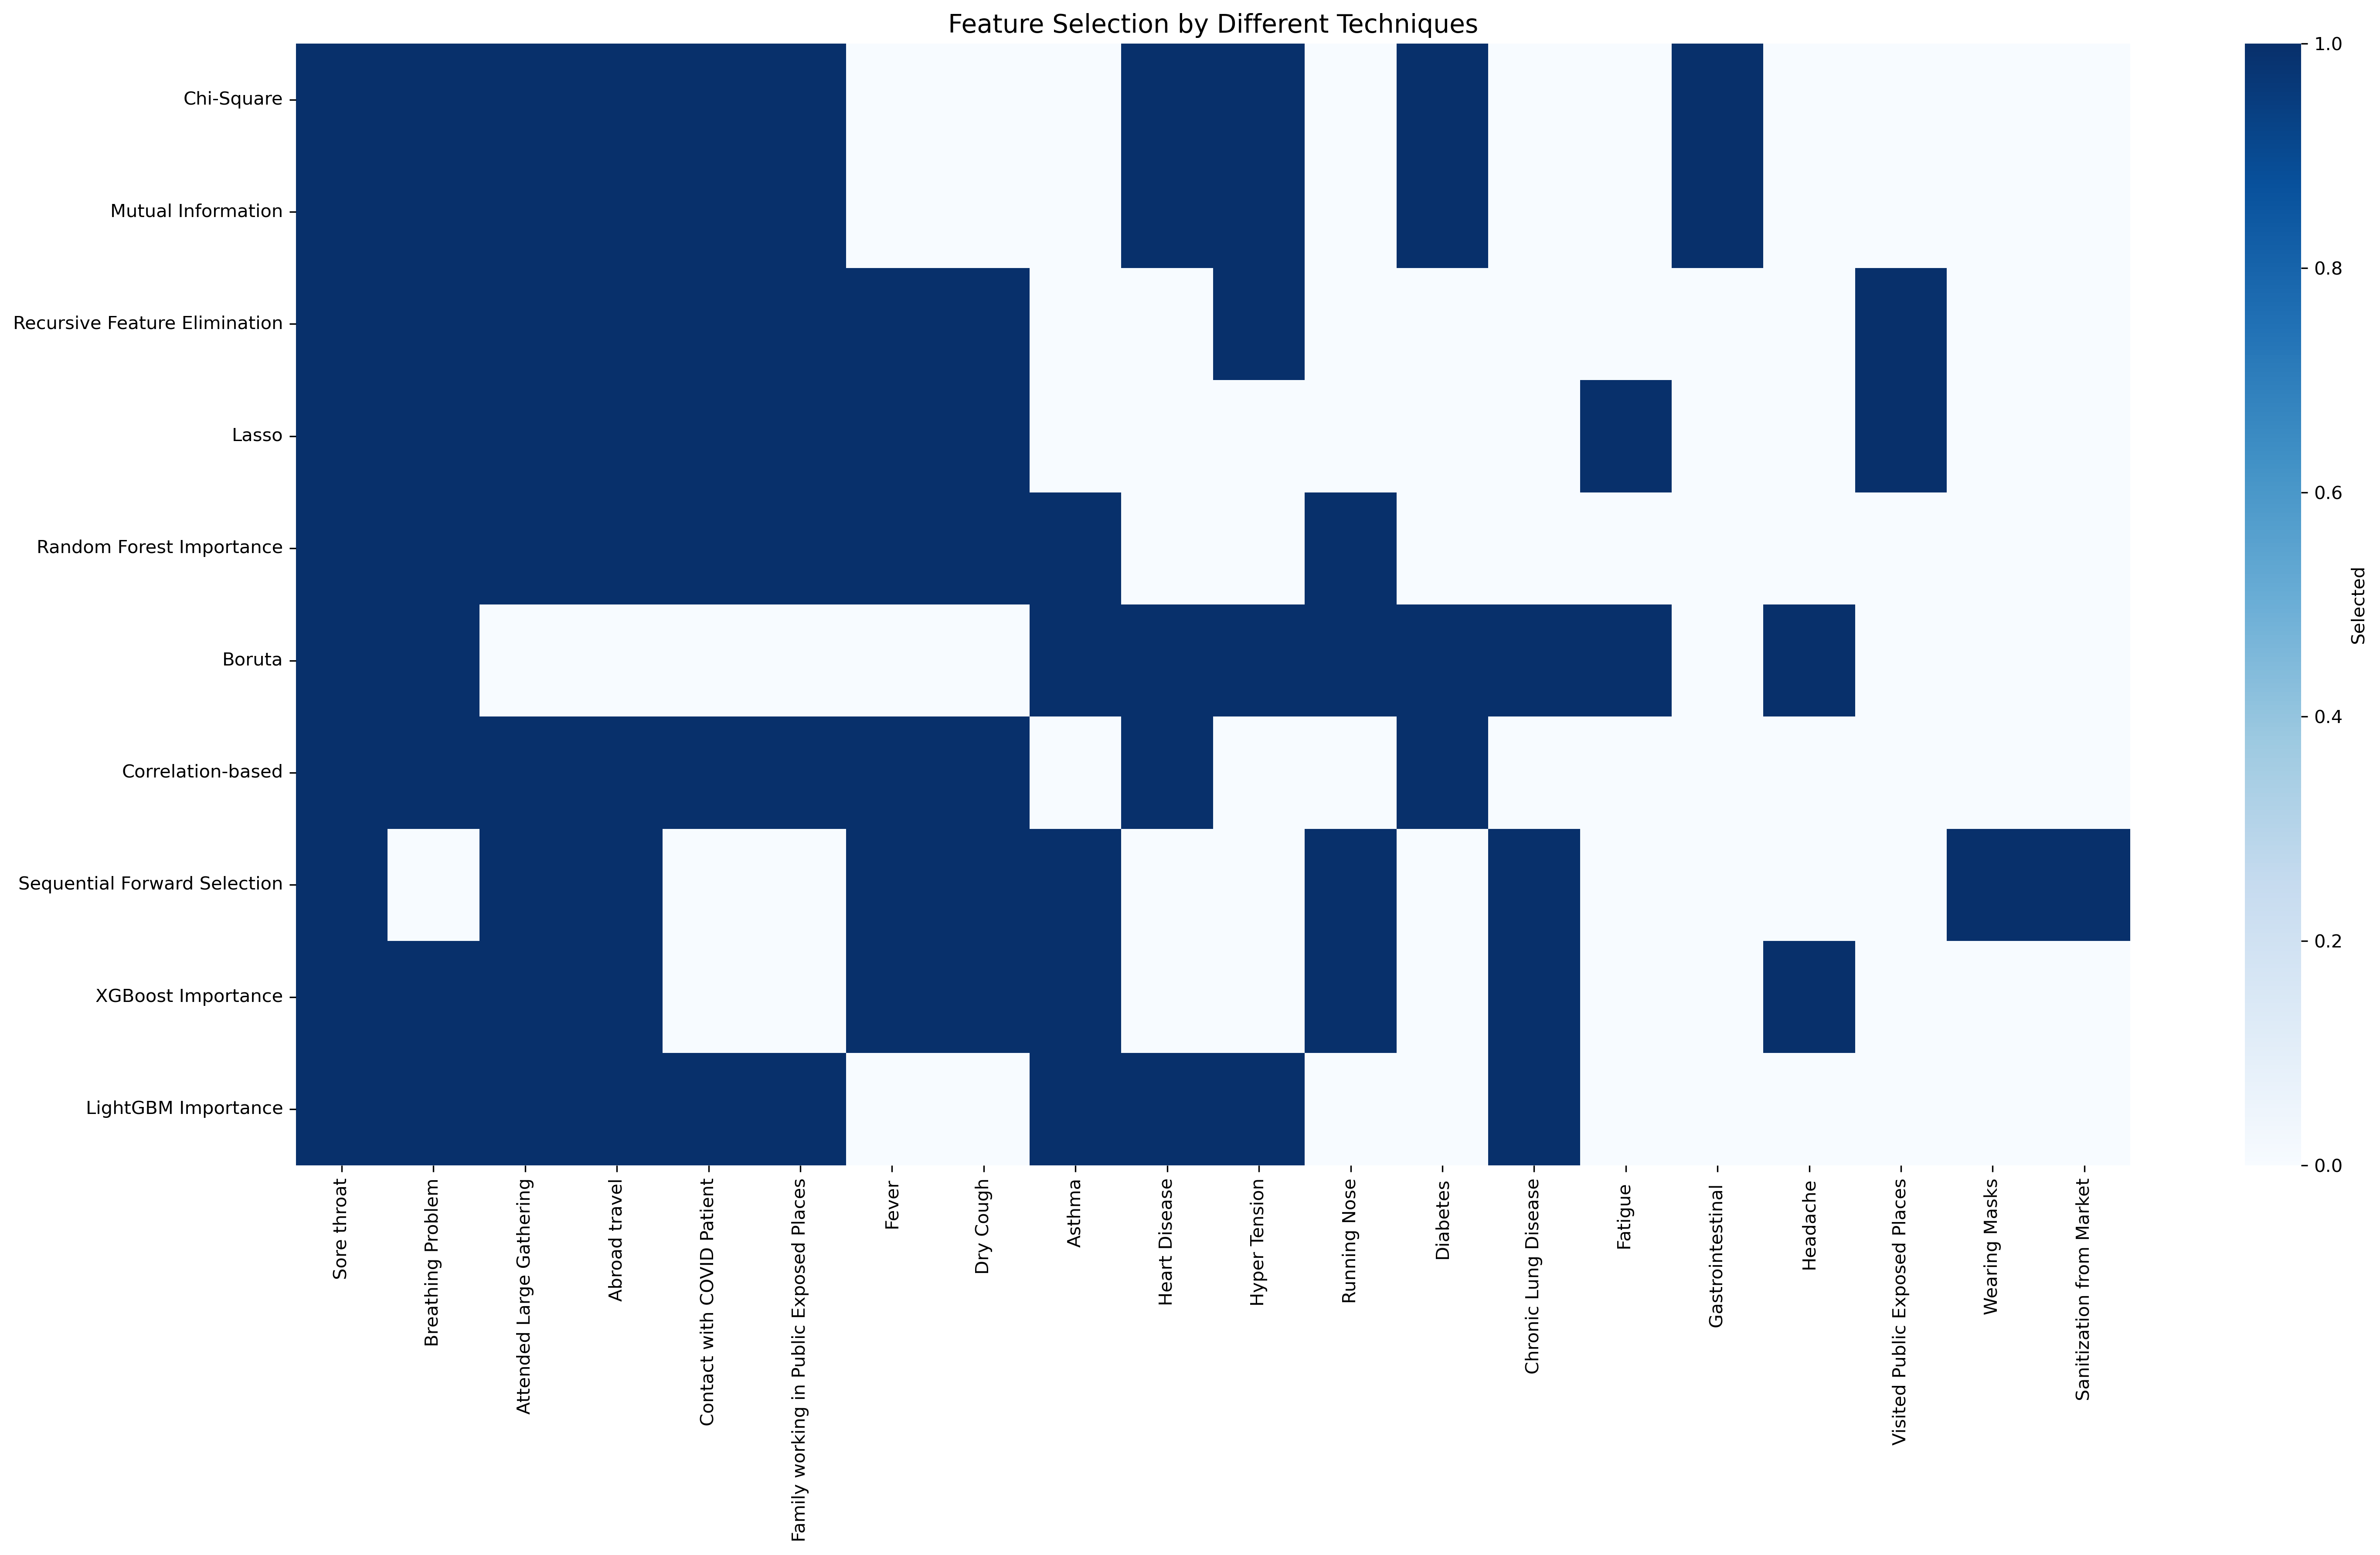 Feature Selection by Different Techniques
Chi-Square
Mutual Information
Recursive Feature Elimination
Lasso
Random Forest Importance
Boruta
Correlation-based
Sequential Forward Selection
XGBoost Importance
LightGBM Importance
Sore throat
Breathing Problem
Attended Large Gathering
Abroad travel
Contact with COVID Patient
Family working in Public Exposed Places
Fever
Dry Cough
Asthma
Heart Disease
Hyper Tension
Running Nose
Diabetes
Chronic Lung Disease
Fatigue
Gastrointestinal
Headache
Visited Public Exposed Places
Wearing Masks
Sanitization from Market
1.0
0.8
0.6
0.4
0.2
0.0
Selected